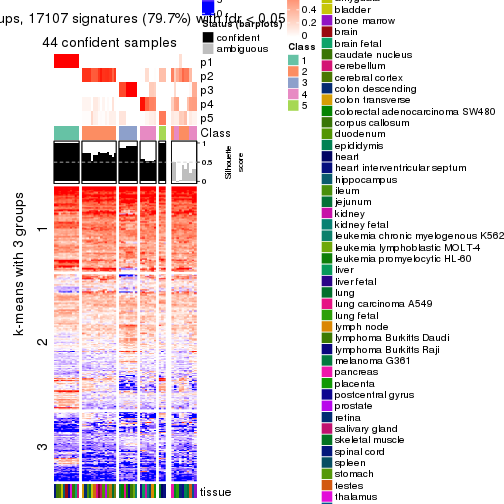 ups, 17107 signatures (79.7%) with fdr < 0.05
44 confident samples
p1
p2
p3
p4
p5
Class
1
0.5
0
Silhouette
score
k-means with 3 groups
1
2
3
tissue
0
Status (barplots)
confident
ambiguous
0.4
0.2
0
Class
1
2
3
4
5
bladder
bone marrow
brain
brain fetal
caudate nucleus
cerebellum
cerebral cortex
colon descending
colon transverse
colorectal adenocarcinoma SW480
corpus callosum
duodenum
epididymis
heart
heart interventricular septum
hippocampus
ileum
jejunum
kidney
kidney fetal
leukemia chronic myelogenous K562
leukemia lymphoblastic MOLT-4
leukemia promyelocytic HL-60
liver
liver fetal
lung
lung carcinoma A549
lung fetal
lymph node
lymphoma Burkitts Daudi
lymphoma Burkitts Raji
melanoma G361
pancreas
placenta
postcentral gyrus
prostate
retina
salivary gland
skeletal muscle
spinal cord
spleen
stomach
testes
thalamus